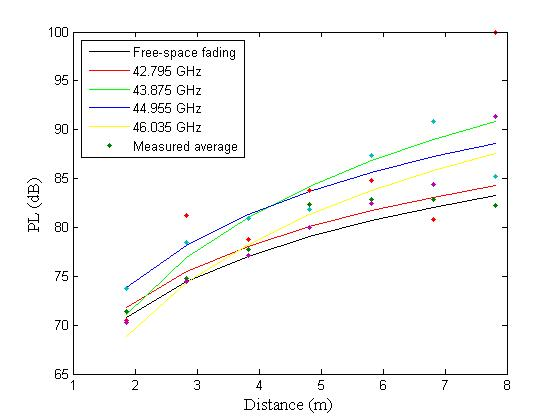 100
95
90
85
80
75
70
65
PL (dB)
Free-space fading
42.795 GHz
43.875 GHz
44.955 GHz
46.035 GHz
Measured average
1 2 3 4 5 6 7 8
Distance (m)